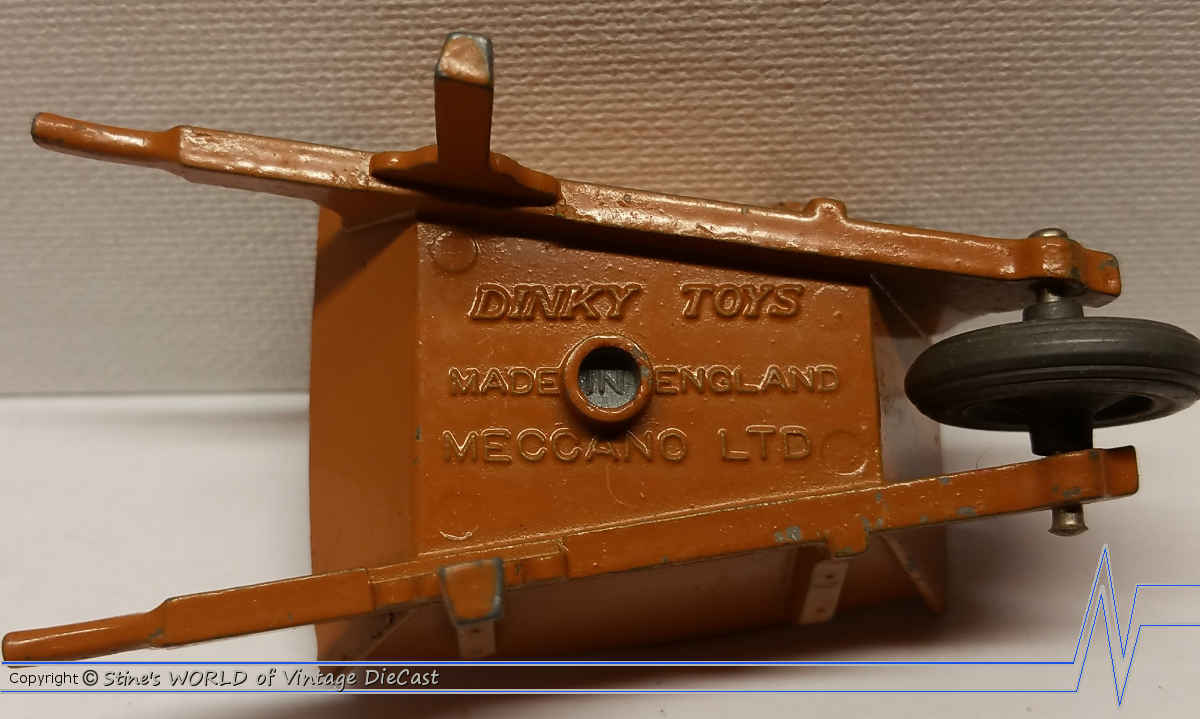 DINKY TOYS
MADE IN ENGLAND
MECCANO LTD
Copyright © Stine's WORLD of Vintage DieCast